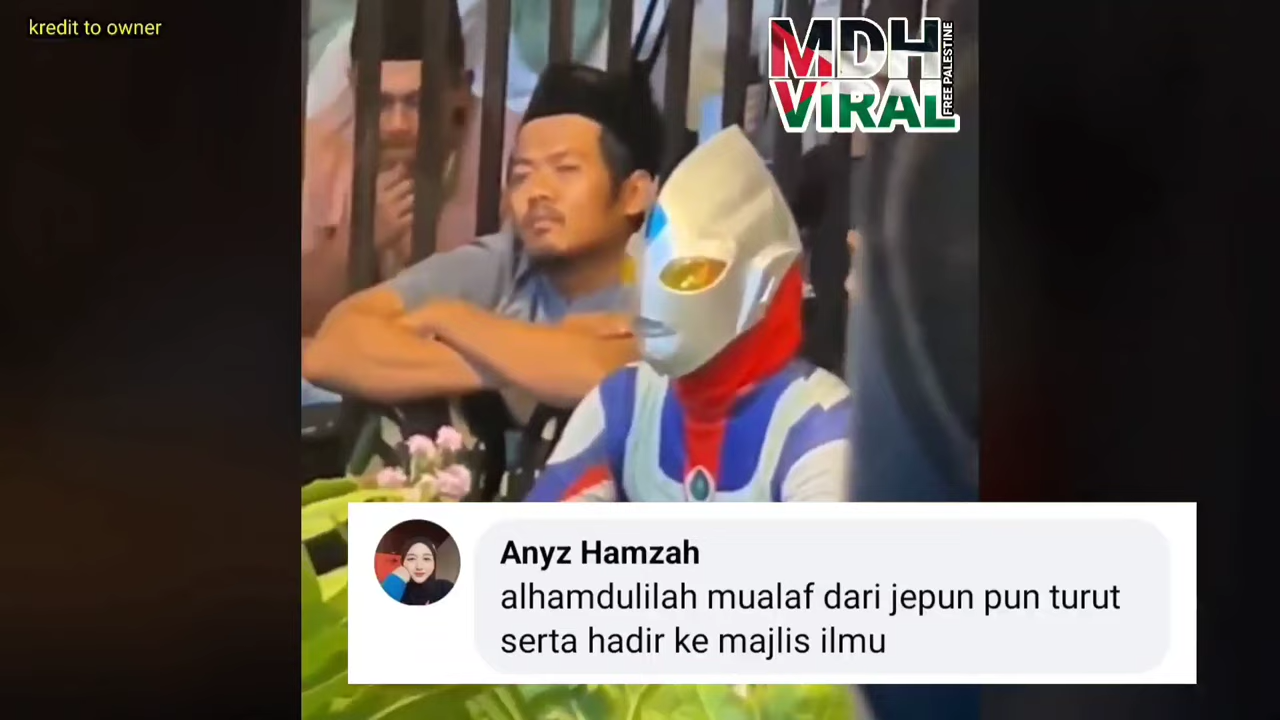 kredit to owner
MDH
VIRAL
FREE PALESTINE
Anyz Hamzah
alhamdulilah mualaf dari jepun pun turut
serta hadir ke majlis ilmu